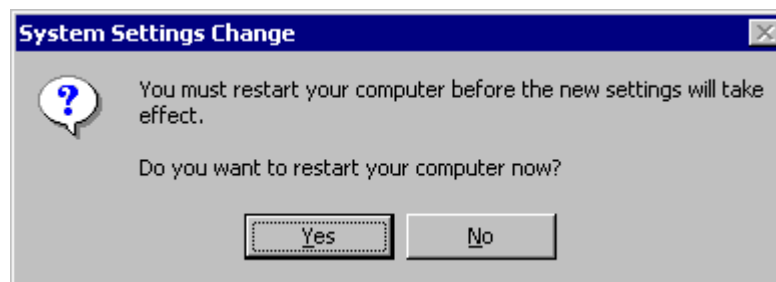 System Settings Change
You must restart your computer before the new settings will take
effect.
Do you want to restart your computer now?
Yes
No